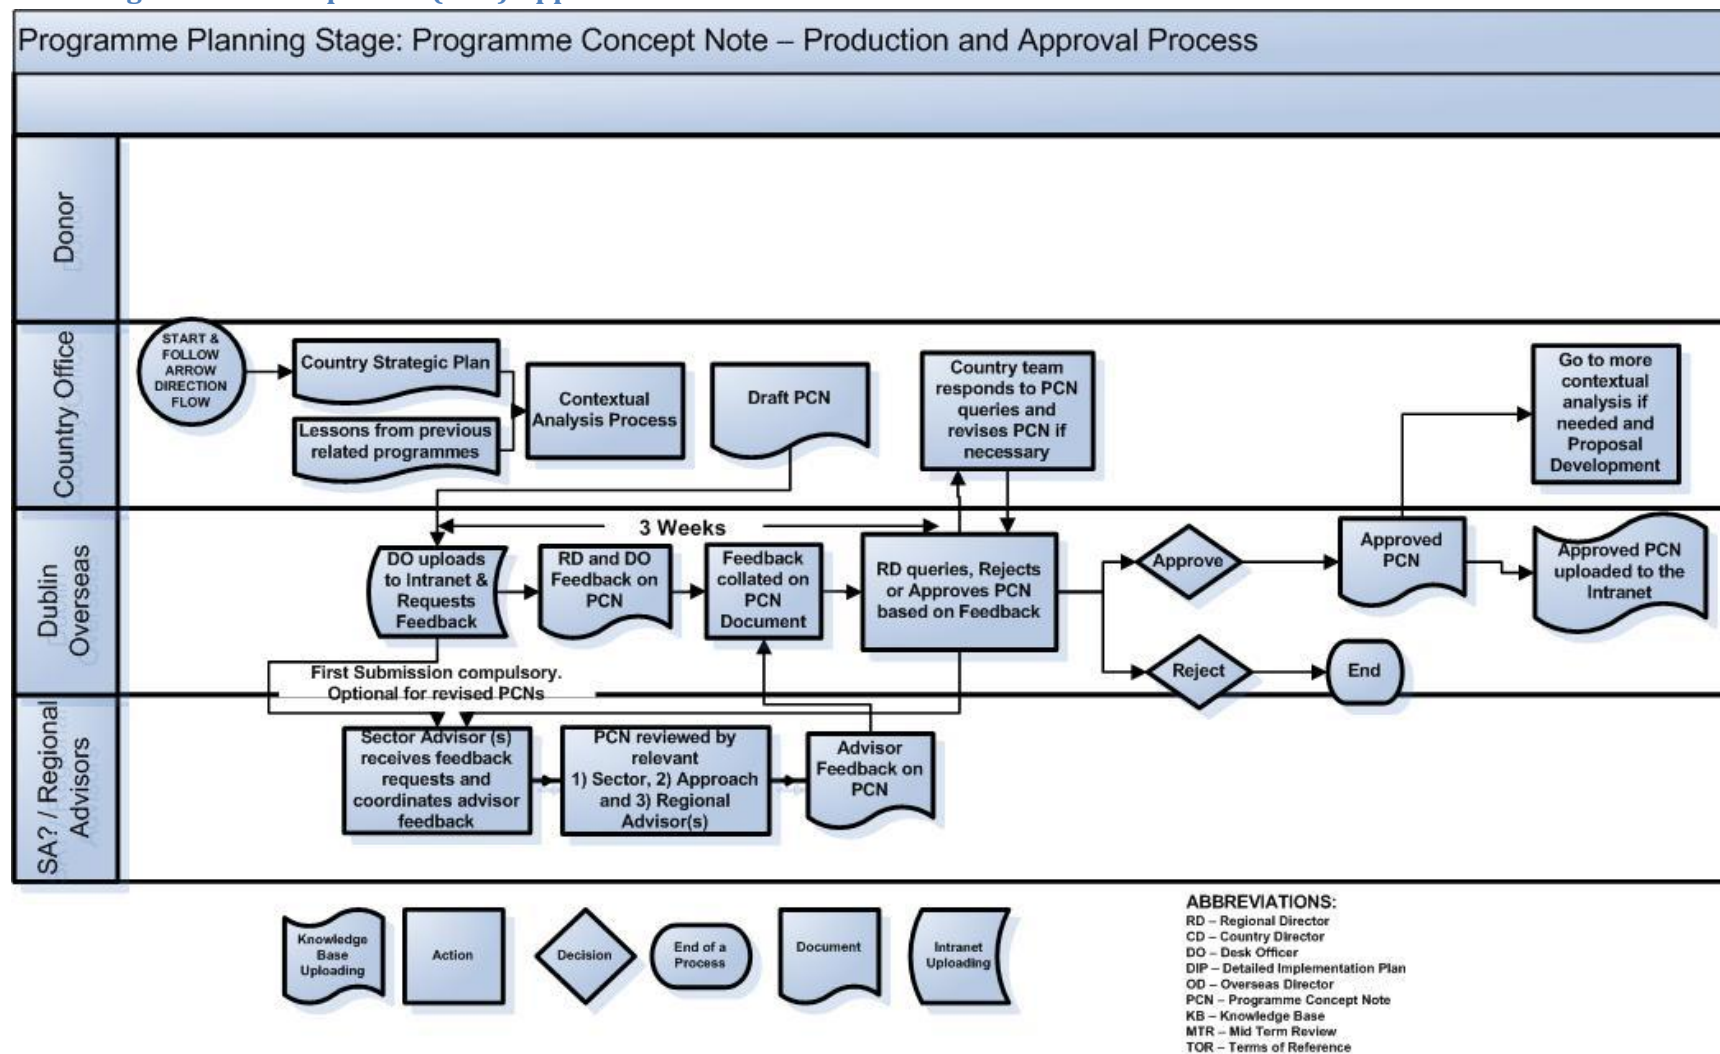 Programme Planning Stage: Programme Concept Note – Production and Approval Process
Donor
Country Office
START &
FOLLOW
ARROW
DIRECTION
FLOW
Country Strategic Plan
Lessons from previous
related programmes
Contextual
Analysis Process
Draft PCN
Country team
responds to PCN
queries and
revises PCN if
necessary
Go to more
contextual
analysis if
needed and
Proposal
Development
Dublin
Overseas
3 Weeks
DO uploads
to Intranet &
Requests
Feedback
RD and DO
Feedback on
PCN
Feedback
collated on
PCN
Document
RD queries, Rejects
or Approves PCN
based on Feedback
Approve
Approved
PCN
Approved PCN
uploaded to the
Intranet
Reject
End
First Submission compulsory.
Optional for revised PCNs
SA? / Regional
Advisors
Sector Advisor (s)
receives feedback
requests and
coordinates advisor
feedback
PCN reviewed by
relevant
1) Sector, 2) Approach
and 3) Regional
Advisor(s)
Advisor
Feedback on
PCN
Knowledge
Base
Uploading
Action
Decision
End of a
Process
Document
Intranet
Uploading
ABBREVIATIONS:
RD – Regional Director
CD – Country Director
DO – Desk Officer
DIP – Detailed Implementation Plan
OD – Overseas Director
PCN – Programme Concept Note
KB – Knowledge Base
MTR – Mid Term Review
TOR – Terms of Reference